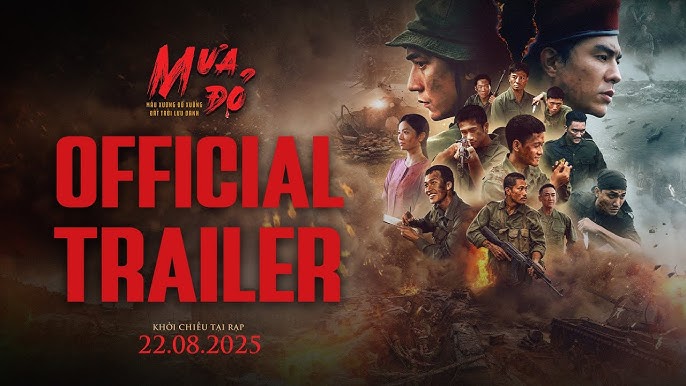 MƯA ĐỎ
MÁU XƯƠNG ĐỔ XUỐNG
ĐẤT TRỜI LƯU DANH
OFFICIAL
TRAILER
KHỞI CHIẾU TẠI RẠP
22.08.2025